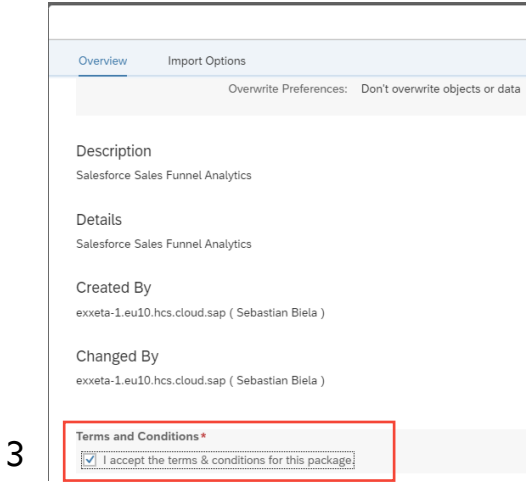 Overview Import Options
Overwrite Preferences: Don't overwrite objects or data
Description
Salesforce Sales Funnel Analytics
Details
Salesforce Sales Funnel Analytics
Created By
exxeta-1.eu10.hcs.cloud.sap ( Sebastian Biela )
Changed By
exxeta-1.eu10.hcs.cloud.sap ( Sebastian Biela )
Terms and Conditions*
3 I accept the terms & conditions for this package.